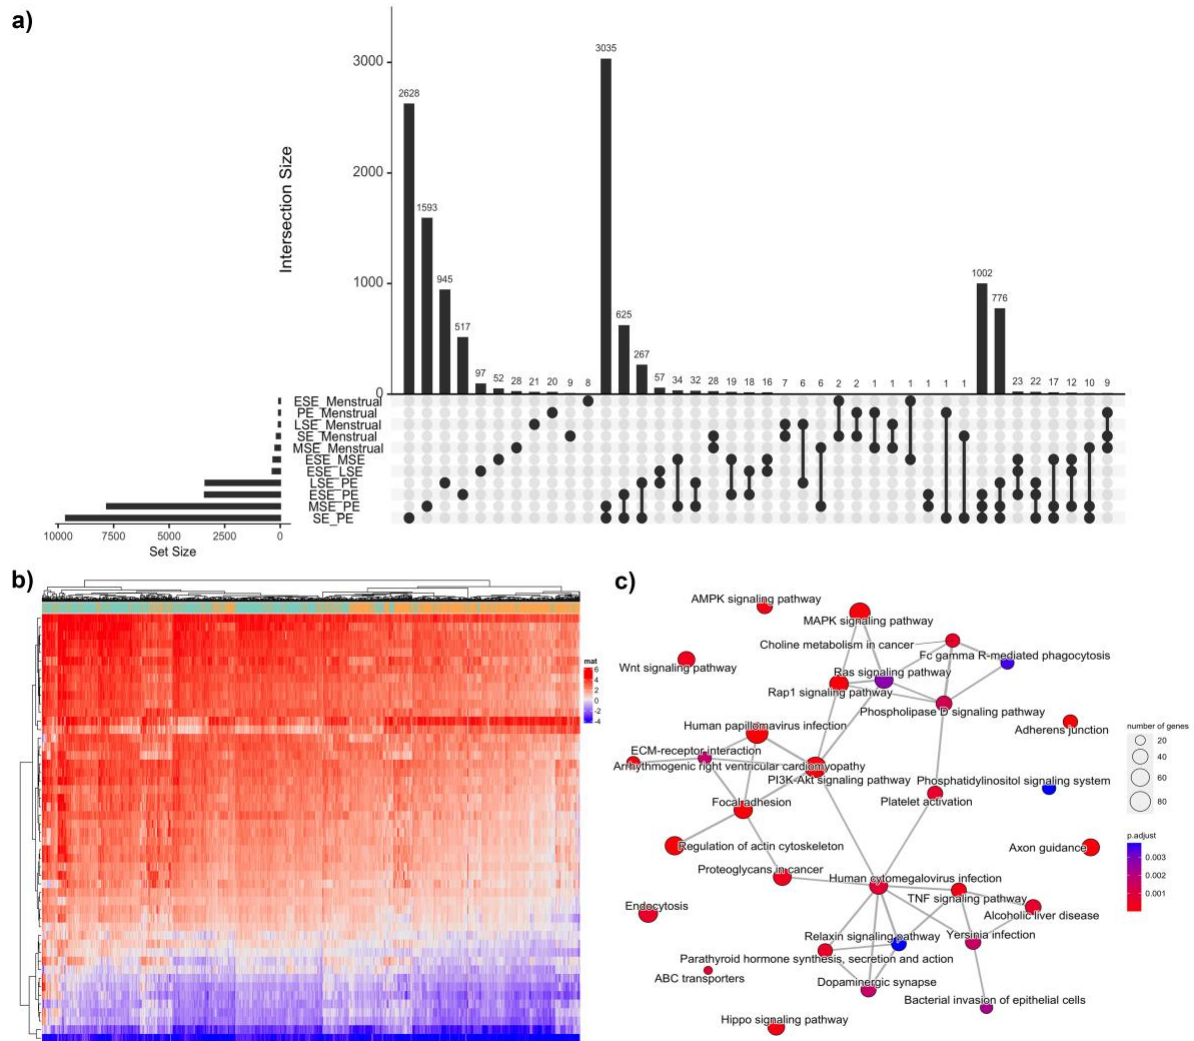 a)
3000
2000
1000
0
Intersection Size
2628
1593
945
517
97
52
28
21
20
9
8
3035
625
267
57
34
32
28
19
18
16
7
6
6
2
2
1
1
1
1
1
1
1002
776
23
22
17
12
10
9
ESE_Menstrual
PE_Menstrual
LSE_Menstrual
SE_Menstrual
MSE_Menstrual
ESE_MSE
ESE_LSE
LSE_PE
ESE_PE
MSE_PE
SE_PE
10000 7500 5000 2500 0
Set Size
b)
mat
6
4
2
0
-2
-4
c)
AMPK signaling pathway
MAPK signaling pathway
Choline metabolism in cancer
Fc gamma R-mediated phagocytosis
Wnt signaling pathway
Ras signaling pathway
Rap1 signaling pathway
Phospholipase D signaling pathway
Human papillomavirus infection
Adherens junction
ECM-receptor interaction
Arrhythmogenic right ventricular cardiomyopathy
PI3K-Akt signaling pathway
Phosphatidylinositol signaling system
Focal adhesion
Platelet activation
Regulation of actin cytoskeleton
Axon guidance
Proteoglycans in cancer
Human cytomegalovirus infection
TNF signaling pathway
Endocytosis
Alcoholic liver disease
Relaxin signaling pathway
Yersinia infection
Parathyroid hormone synthesis, secretion and action
ABC transporters
Dopaminergic synapse
Bacterial invasion of epithelial cells
Hippo signaling pathway
number of genes
20
40
60
80
p.adjust
0.003
0.002
0.001